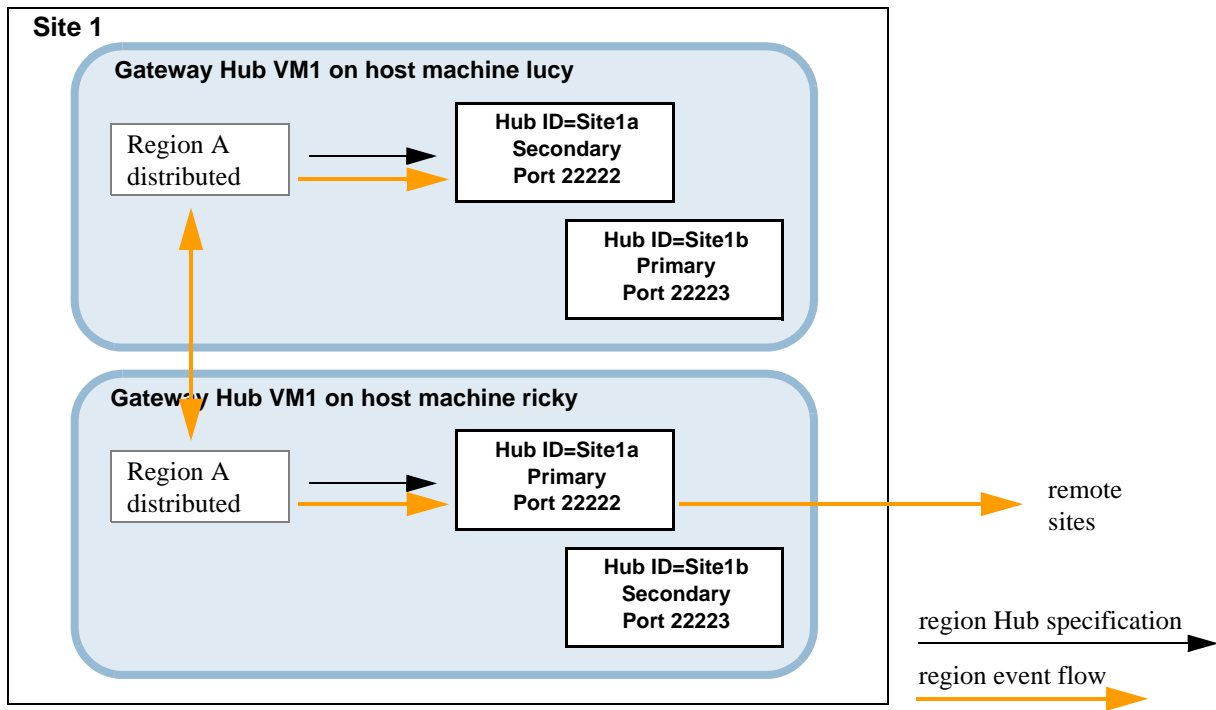 Site 1
Gateway Hub VM1 on host machine lucy
Region A
distributed
Hub ID=Site1a
Secondary
Port 22222
Hub ID=Site1b
Primary
Port 22223
Gateway Hub VM1 on host machine ricky
Region A
distributed
Hub ID=Site1a
Primary
Port 22222
Hub ID=Site1b
Secondary
Port 22223
remote
sites
region Hub specification
region event flow